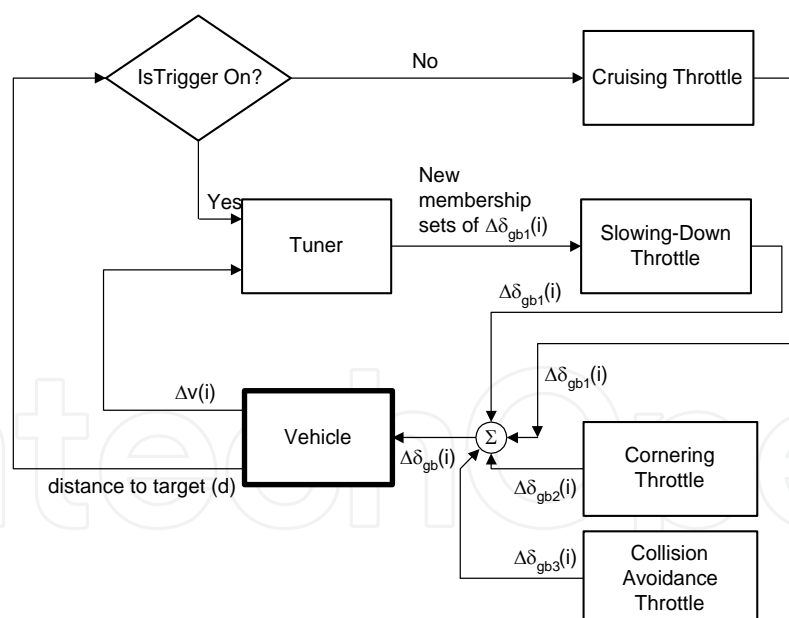 IsTrigger On?
No
Cruising Throttle
Yes
Tuner
New
membership
sets of Δδgb1(i)
Slowing-Down
Throttle
Δδgb1(i)
Δδgb1(i)
Δv(i)
Vehicle
Σ
Δδgb(i)
Cornering
Throttle
Δδgb2(i)
distance to target (d)
Δδgb3(i)
Collision
Avoidance
Throttle